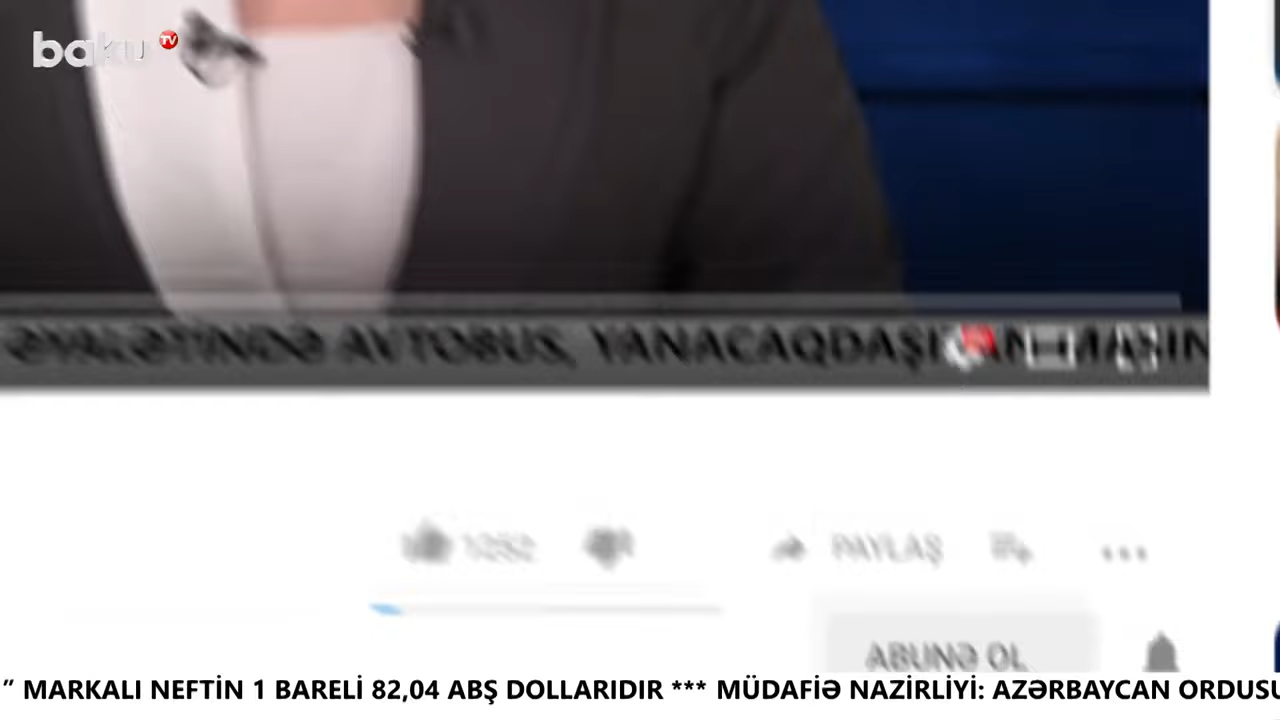 baku TV
AVTOBUS, YANACAQDAŞI
PAYLAŞ
ABUNƏ OL
” MARKALI NEFTİN 1 BARELİ 82,04 ABŞ DOLLARIDIR *** MÜDAFİƏ NAZİRLİYİ: AZƏRBAYCAN ORDUSU